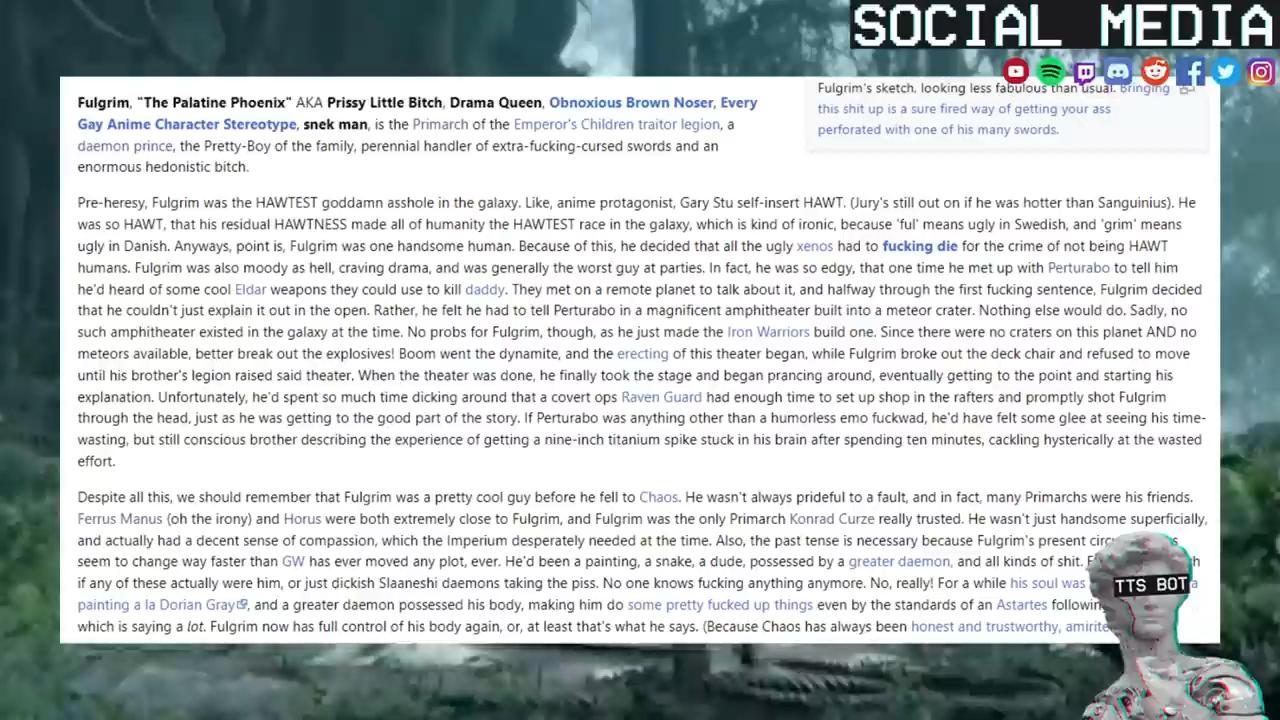 SOCIAL MEDIA
Fulgrim's sketch, looking less fabulous than usual. Bringing
this shit up is a sure fired way of getting your ass
perforated with one of his many swords.
Fulgrim, "The Palatine Phoenix" AKA Prissy Little Bitch, Drama Queen, Obnoxious Brown Noser, Every
Gay Anime Character Stereotype, snek man, is the Primarch of the Emperor's Children traitor legion, a
daemon prince, the Pretty-Boy of the family, perennial handler of extra-fucking-cursed swords and an
enormous hedonistic bitch.
Pre-heresy, Fulgrim was the HAWTEST goddamn asshole in the galaxy. Like, anime protagonist, Gary Stu self-insert HAWT. (Jury's still out on if he was hotter than Sanguinius). He
was so HAWT, that his residual HAWTNESS made all of humanity the HAWTEST race in the galaxy, which is kind of ironic, because 'ful' means ugly in Swedish, and 'grim' means
ugly in Danish. Anyways, point is, Fulgrim was one handsome human. Because of this, he decided that all the ugly xenos had to fucking die for the crime of not being HAWT
humans. Fulgrim was also moody as hell, craving drama, and was generally the worst guy at parties. In fact, he was so edgy, that one time he met up with Perturabo to tell him
he'd heard of some cool Eldar weapons they could use to kill daddy. They met on a remote planet to talk about it, and halfway through the first fucking sentence, Fulgrim decided
that he couldn't just explain it out in the open. Rather, he felt he had to tell Perturabo in a magnificent amphitheater built into a meteor crater. Nothing else would do. Sadly, no
such amphitheater existed in the galaxy at the time. No probs for Fulgrim, though, as he just made the Iron Warriors build one. Since there were no craters on this planet AND no
meteors available, better break out the explosives! Boom went the dynamite, and the erecting of this theater began, while Fulgrim broke out the deck chair and refused to move
until his brother's legion raised said theater. When the theater was done, he finally took the stage and began prancing around, eventually getting to the point and starting his
explanation. Unfortunately, he'd spent so much time dicking around that a covert ops Raven Guard had enough time to set up shop in the rafters and promptly shot Fulgrim
through the head, just as he was getting to the good part of the story. If Perturabo was anything other than a humorless emo fuckwad, he'd have felt some glee at seeing his time-
wasting, but still conscious brother describing the experience of getting a nine-inch titanium spike stuck in his brain after spending ten minutes, cackling hysterically at the wasted
effort.
Despite all this, we should remember that Fulgrim was a pretty cool guy before he fell to Chaos. He wasn't always prideful to a fault, and in fact, many Primarchs were his friends.
Ferrus Manus (oh the irony) and Horus were both extremely close to Fulgrim, and Fulgrim was the only Primarch Konrad Curze really trusted. He wasn't just handsome superficially,
and actually had a decent sense of compassion, which the Imperium desperately needed at the time. Also, the past tense is necessary because Fulgrim's present
seem to change way faster than GW has ever moved any plot, ever. He'd been a painting, a snake, a dude, possessed by a greater daemon, and all kinds of shit.
if any of these actually were him, or just dickish Slaaneshi daemons taking the piss. No one knows fucking anything anymore. No, really! For a while his soul was
painting a la Dorian Gray, and a greater daemon possessed his body, making him do some pretty fucked up things even by the standards of an Astartes
which is saying a lot. Fulgrim now has full control of his body again, or, at least that's what he says. (Because Chaos has always been honest and trustworthy,
TTS BOT